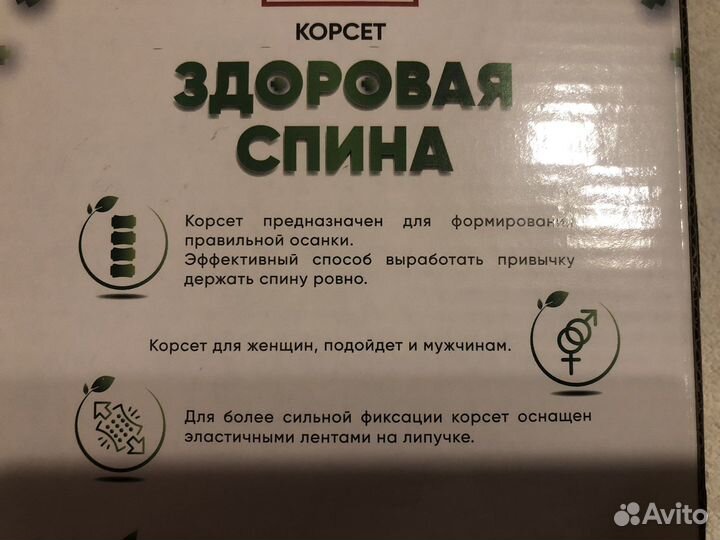 КОРСЕТ
ЗДОРОВАЯ
СПИНА
Корсет предназначен для формирования
правильной осанки.
Эффективный способ выработать привычку
держать спину ровно.
Корсет для женщин, подойдет и мужчинам.
Для более сильной фиксации корсет оснащен
эластичными лентами на липучке.
Avito